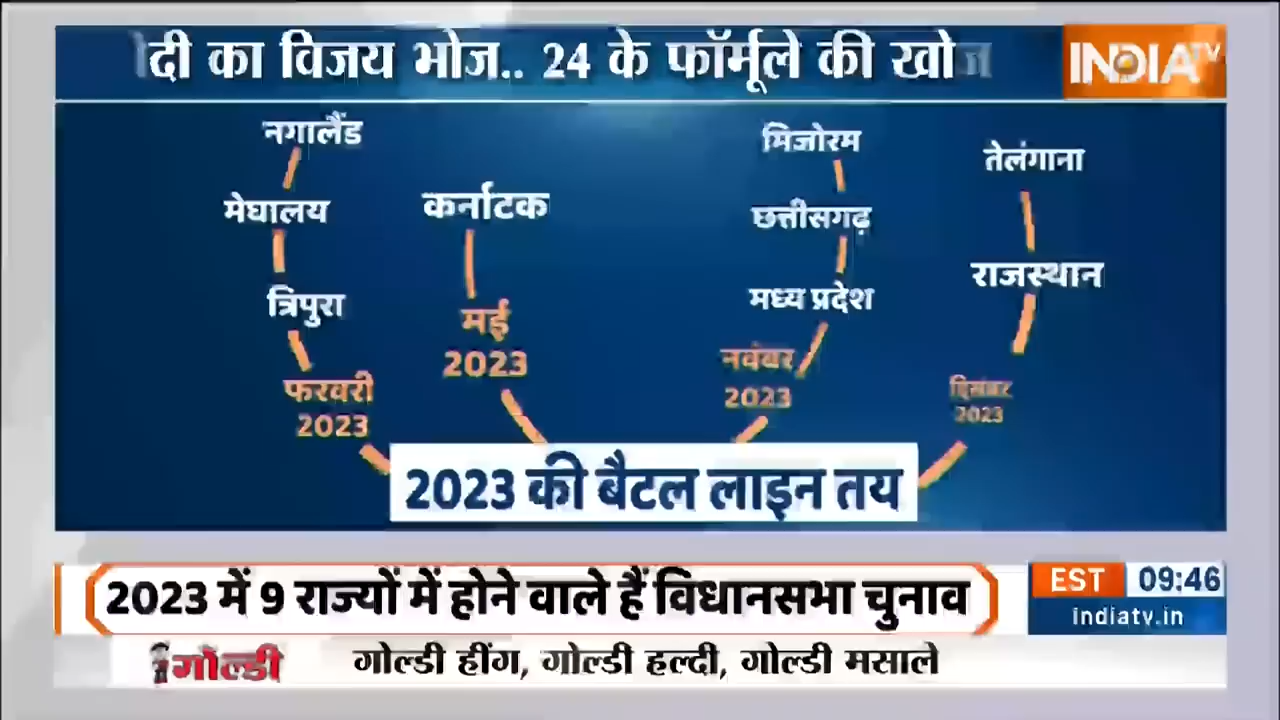 दी का विजय भोज.. 24 के फॉर्मूले की खोज
INDIA TV
नगालैंड
मेघालय
त्रिपुरा
फरवरी
2023
कर्नाटक
मई
2023
मिजोरम
छत्तीसगढ़
मध्य प्रदेश
नवंबर
2023
तेलंगाना
राजस्थान
दिसंबर
2023
2023 की बैटल लाइन तय
2023 में 9 राज्यों में होने वाले हैं विधानसभा चुनाव
EST 09:46
indiatv.in
गोल्डी
गोल्डी हींग, गोल्डी हल्दी, गोल्डी मसाले